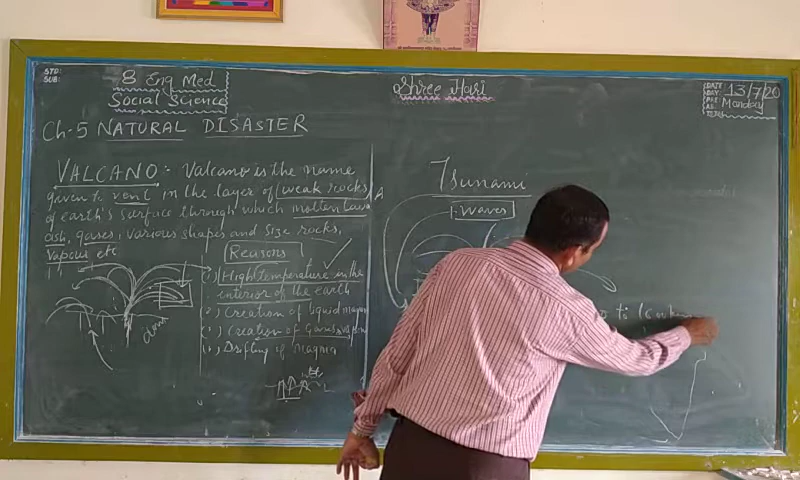 STD:
SUB:
8 Eng Med
Social Science
Shree Hari
DATE 13/7/20
DAY Monday
Ch-5 NATURAL DISASTER
VALCANO :- Valcano is the name
given to vent in the layer of weak rocks
of earth's surface through which molten lava
ash, gases, various shapes and size rocks,
Vapour etc
Reasons
(1) High temperature in the
interior of the earth
(2) Creation of liquid magma
(3) Creation of Gases vapour
(4) Drifting of magma
Tsunami
Waves